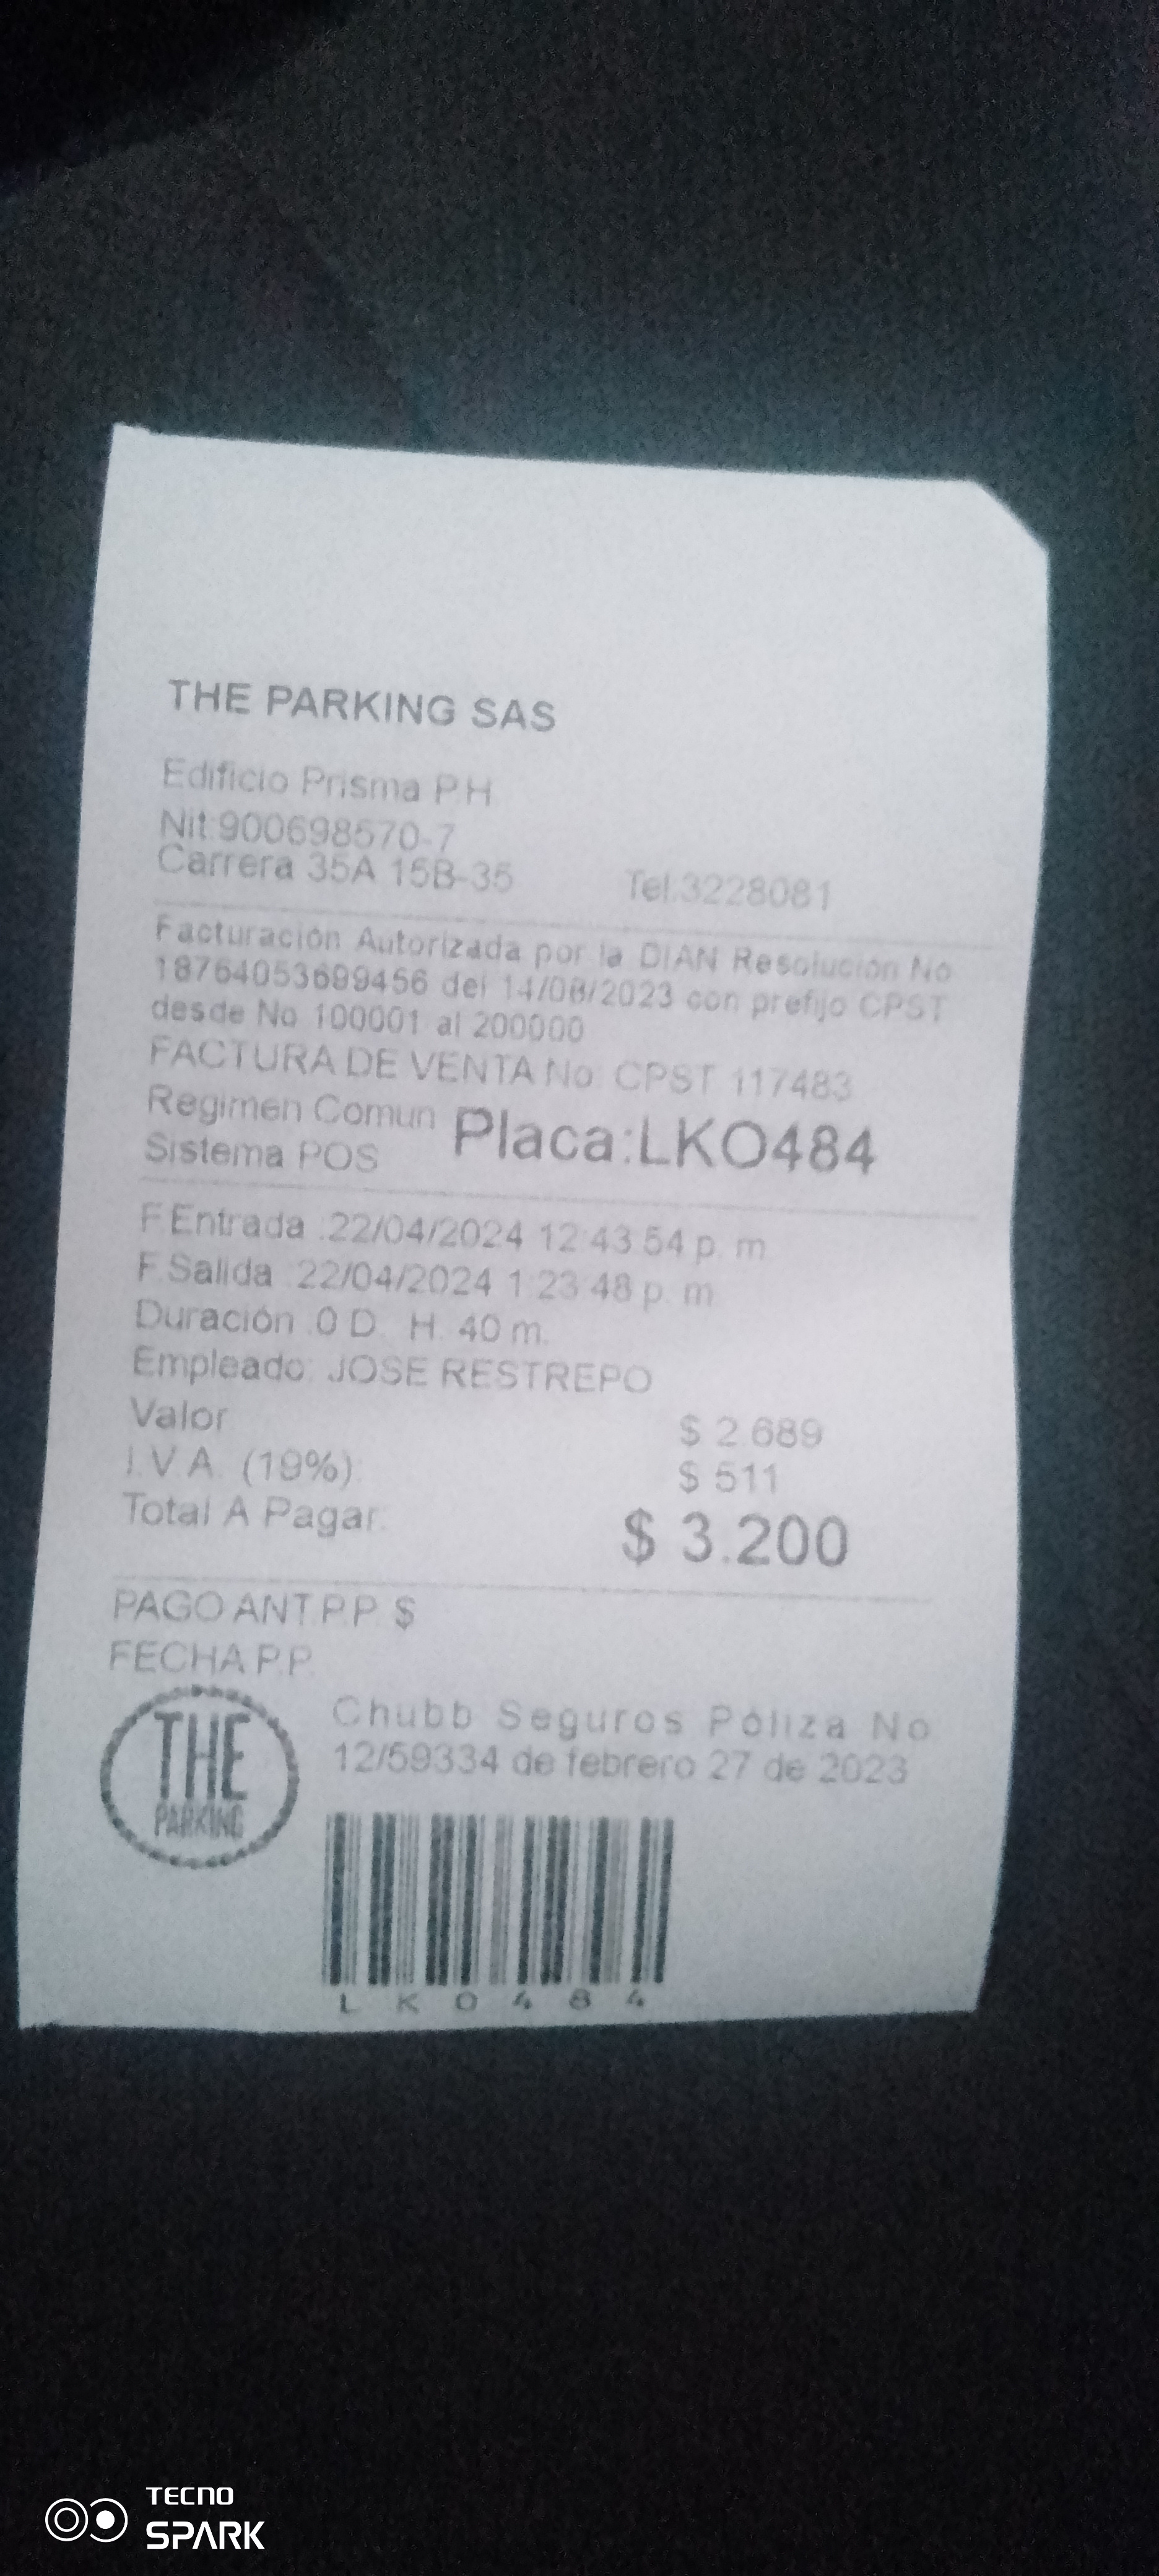 THE PARKING SAS
Edificio Prisma P.H
Nit:900698570-7
Carrera 35A 15B-35 Tel:3228081
Facturación Autorizada por la DIAN Resolución No
18764053699456 del 14/08/2023 con prefijo CPST
desde No 100001 al 200000
FACTURA DE VENTA No. CPST 117483
Regimen Comun
Sistema POS
Placa:LKO484
F.Entrada :22/04/2024 12:43:54 p. m
F.Salida :22/04/2024 1:23:48 p. m
Duración :0 D. H. 40 m.
Empleado: JOSE RESTREPO
Valor $ 2.689
I.V.A. (19%): $ 511
Total A Pagar: $ 3.200
PAGO ANT.P.P $
FECHA P.P.
THE
PARKING
Chubb Seguros Póliza No
12/59334 de febrero 27 de 2023
L K O 4 8 4
TECNO
SPARK